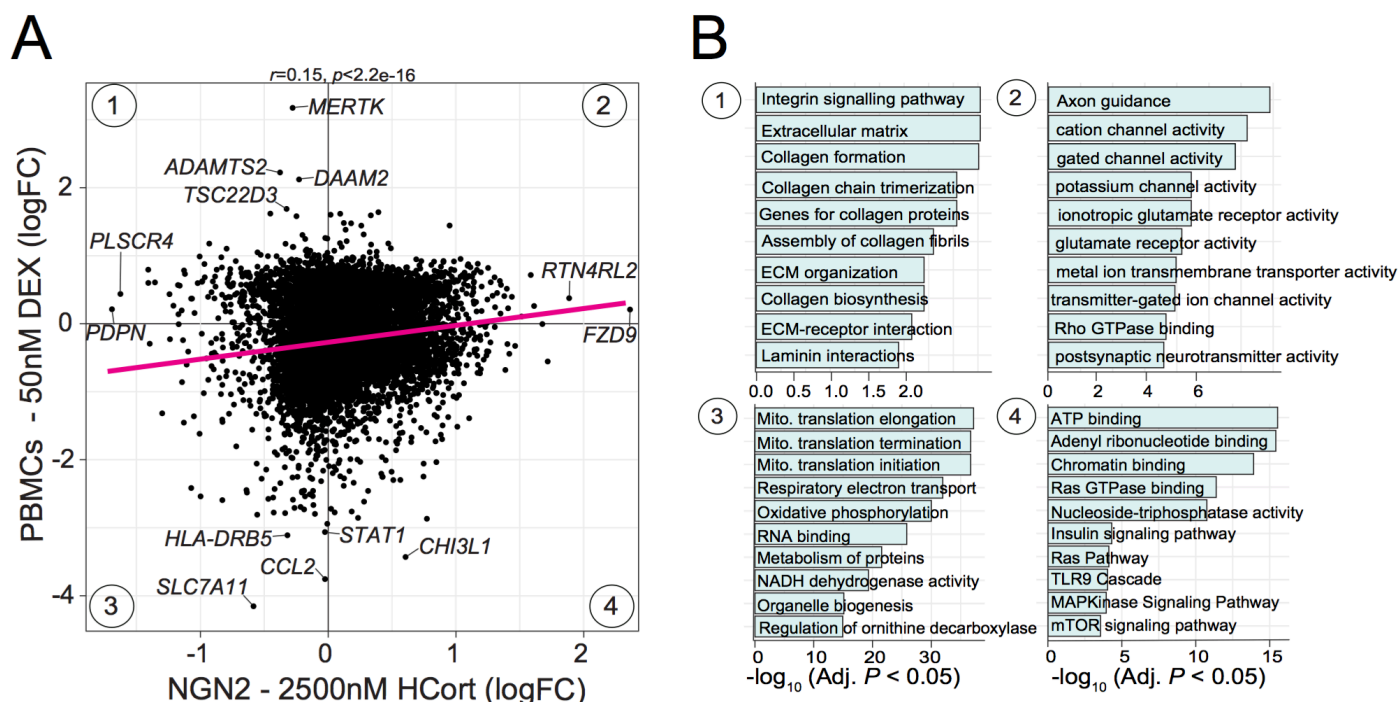 A
B
r=0.15, p<2.2e-16
1
2
MERTK
ADAMTS2
DAAM2
TSC22D3
PLSCR4
RTN4RL2
PDPN
FZD9
HLA-DRB5
STAT1
CHI3L1
CCL2
SLC7A11
3
4
2
0
-2
-4
PBMCs - 50nM DEX (logFC)
-1 0 1 2
NGN2 - 2500nM HCort (logFC)
1
Integrin signalling pathway
Extracellular matrix
Collagen formation
Collagen chain trimerization
Genes for collagen proteins
Assembly of collagen fibrils
ECM organization
Collagen biosynthesis
ECM-receptor interaction
Laminin interactions
0.0 0.5 1.0 1.5 2.0
2
Axon guidance
cation channel activity
gated channel activity
potassium channel activity
ionotropic glutamate receptor activity
glutamate receptor activity
metal ion transmembrane transporter activity
transmitter-gated ion channel activity
Rho GTPase binding
postsynaptic neurotransmitter activity
0 2 4 6
3
Mito. translation elongation
Mito. translation termination
Mito. translation initiation
Respiratory electron transport
Oxidative phosphorylation
RNA binding
Metabolism of proteins
NADH dehydrogenase activity
Organelle biogenesis
Regulation of ornithine decarboxylase
0 10 20 30
-log10 (Adj. P < 0.05)
4
ATP binding
Adenyl ribonucleotide binding
Chromatin binding
Ras GTPase binding
Nucleoside-triphosphatase activity
Insulin signaling pathway
Ras Pathway
TLR9 Cascade
MAPKinase Signaling Pathway
mTOR signaling pathway
0 5 10 15
-log10 (Adj. P < 0.05)